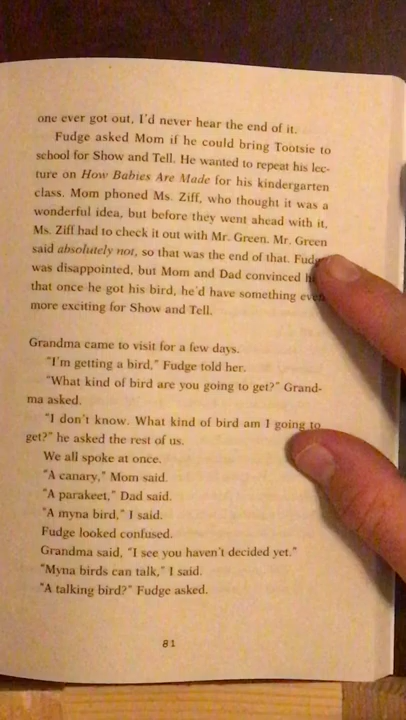 one ever got out, I'd never hear the end of it.
Fudge asked Mom if he could bring Tootsie to
school for Show and Tell. He wanted to repeat his lec-
ture on How Babies Are Made for his kindergarten
class. Mom phoned Ms. Ziff, who thought it was a
wonderful idea, but before they went ahead with it,
Ms. Ziff had to check it out with Mr. Green. Mr. Green
said absolutely not, so that was the end of that. Fudge
was disappointed, but Mom and Dad convinced
that once he got his bird, he'd have something even
more exciting for Show and Tell.
Grandma came to visit for a few days.
"I'm getting a bird," Fudge told her.
"What kind of bird are you going to get?" Grand-
ma asked.
"I don't know. What kind of bird am I going to
get?" he asked the rest of us.
We all spoke at once.
"A canary," Mom said.
"A parakeet," Dad said.
"A myna bird," I said.
Fudge looked confused.
Grandma said, "I see you haven't decided yet."
"Myna birds can talk," I said.
"A talking bird?" Fudge asked.
81